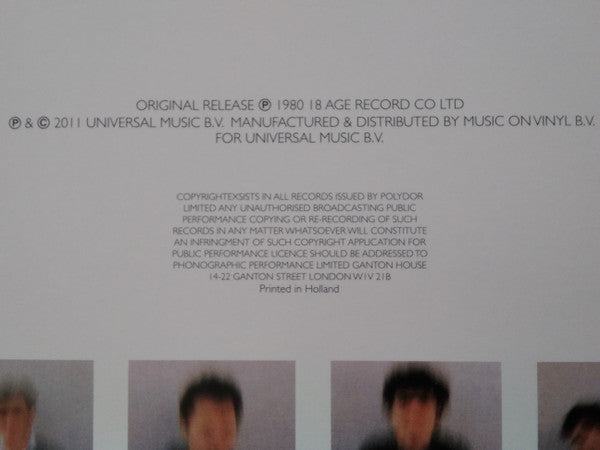 ORIGINAL RELEASE ℗ 1980 18 AGE RECORD CO LTD
℗ & © 2011 UNIVERSAL MUSIC B.V. MANUFACTURED & DISTRIBUTED BY MUSIC ON VINYL B.V.
FOR UNIVERSAL MUSIC B.V.
COPYRIGHTEXSISTS IN ALL RECORDS ISSUED BY POLYDOR
LIMITED ANY UNAUTHORISED BROADCASTING PUBLIC
PERFORMANCE COPYING OR RE-RECORDING OF SUCH
RECORDS IN ANY MATTER WHATSOEVER WILL CONSTITUTE
AN INFRINGMENT OF SUCH COPYRIGHT APPLICATION FOR
PUBLIC PERFORMANCE LICENCE SHOULD BE ADDRESSED TO
PHONOGRAPHIC PERFORMANCE LIMITED GANTON HOUSE
14-22 GANTON STREET LONDON W1V 21B
Printed in Holland